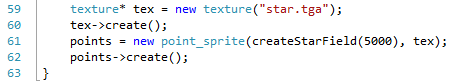 59 texture* tex = new texture("star.tga");
60 tex->create();
61 points = new point_sprite(createStarField(5000), tex);
62 points->create();
63 }